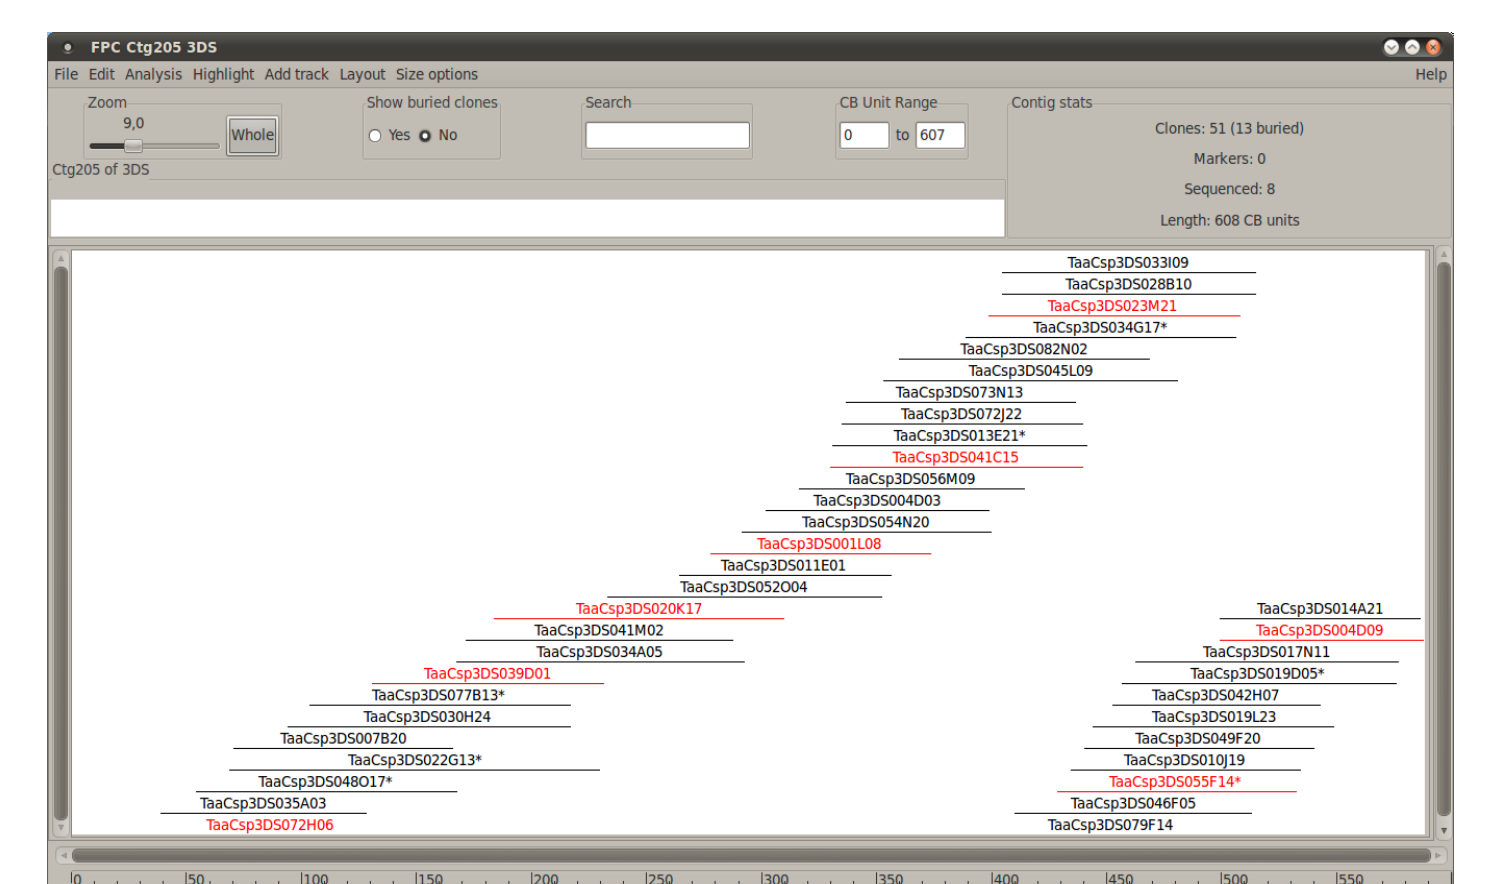 FPC Ctg205 3DS
File Edit Analysis Highlight Add track Layout Size options Help
Zoom Show buried clones Search CB Unit Range Contig stats
9,0 Whole Yes No 0 to 607 Clones: 51 (13 buried)
Markers: 0
Ctg205 of 3DS
Sequenced: 8
Length: 608 CB units
TaaCsp3DS033I09
TaaCsp3DS028B10
TaaCsp3DS023M21
TaaCsp3DS034G17*
TaaCsp3DS082N02
TaaCsp3DS045L09
TaaCsp3DS073N13
TaaCsp3DS072J22
TaaCsp3DS013E21*
TaaCsp3DS041C15
TaaCsp3DS056M09
TaaCsp3DS004D03
TaaCsp3DS054N20
TaaCsp3DS001L08
TaaCsp3DS011E01
TaaCsp3DS052O04
TaaCsp3DS020K17 TaaCsp3DS014A21
TaaCsp3DS041M02 TaaCsp3DS004D09
TaaCsp3DS034A05 TaaCsp3DS017N11
TaaCsp3DS039D01 TaaCsp3DS019D05*
TaaCsp3DS077B13* TaaCsp3DS042H07
TaaCsp3DS030H24 TaaCsp3DS019L23
TaaCsp3DS007B20 TaaCsp3DS049F20
TaaCsp3DS022G13* TaaCsp3DS010J19
TaaCsp3DS048O17* TaaCsp3DS055F14*
TaaCsp3DS035A03 TaaCsp3DS046F05
TaaCsp3DS072H06 TaaCsp3DS079F14
0 50 100 150 200 250 300 350 400 450 500 550